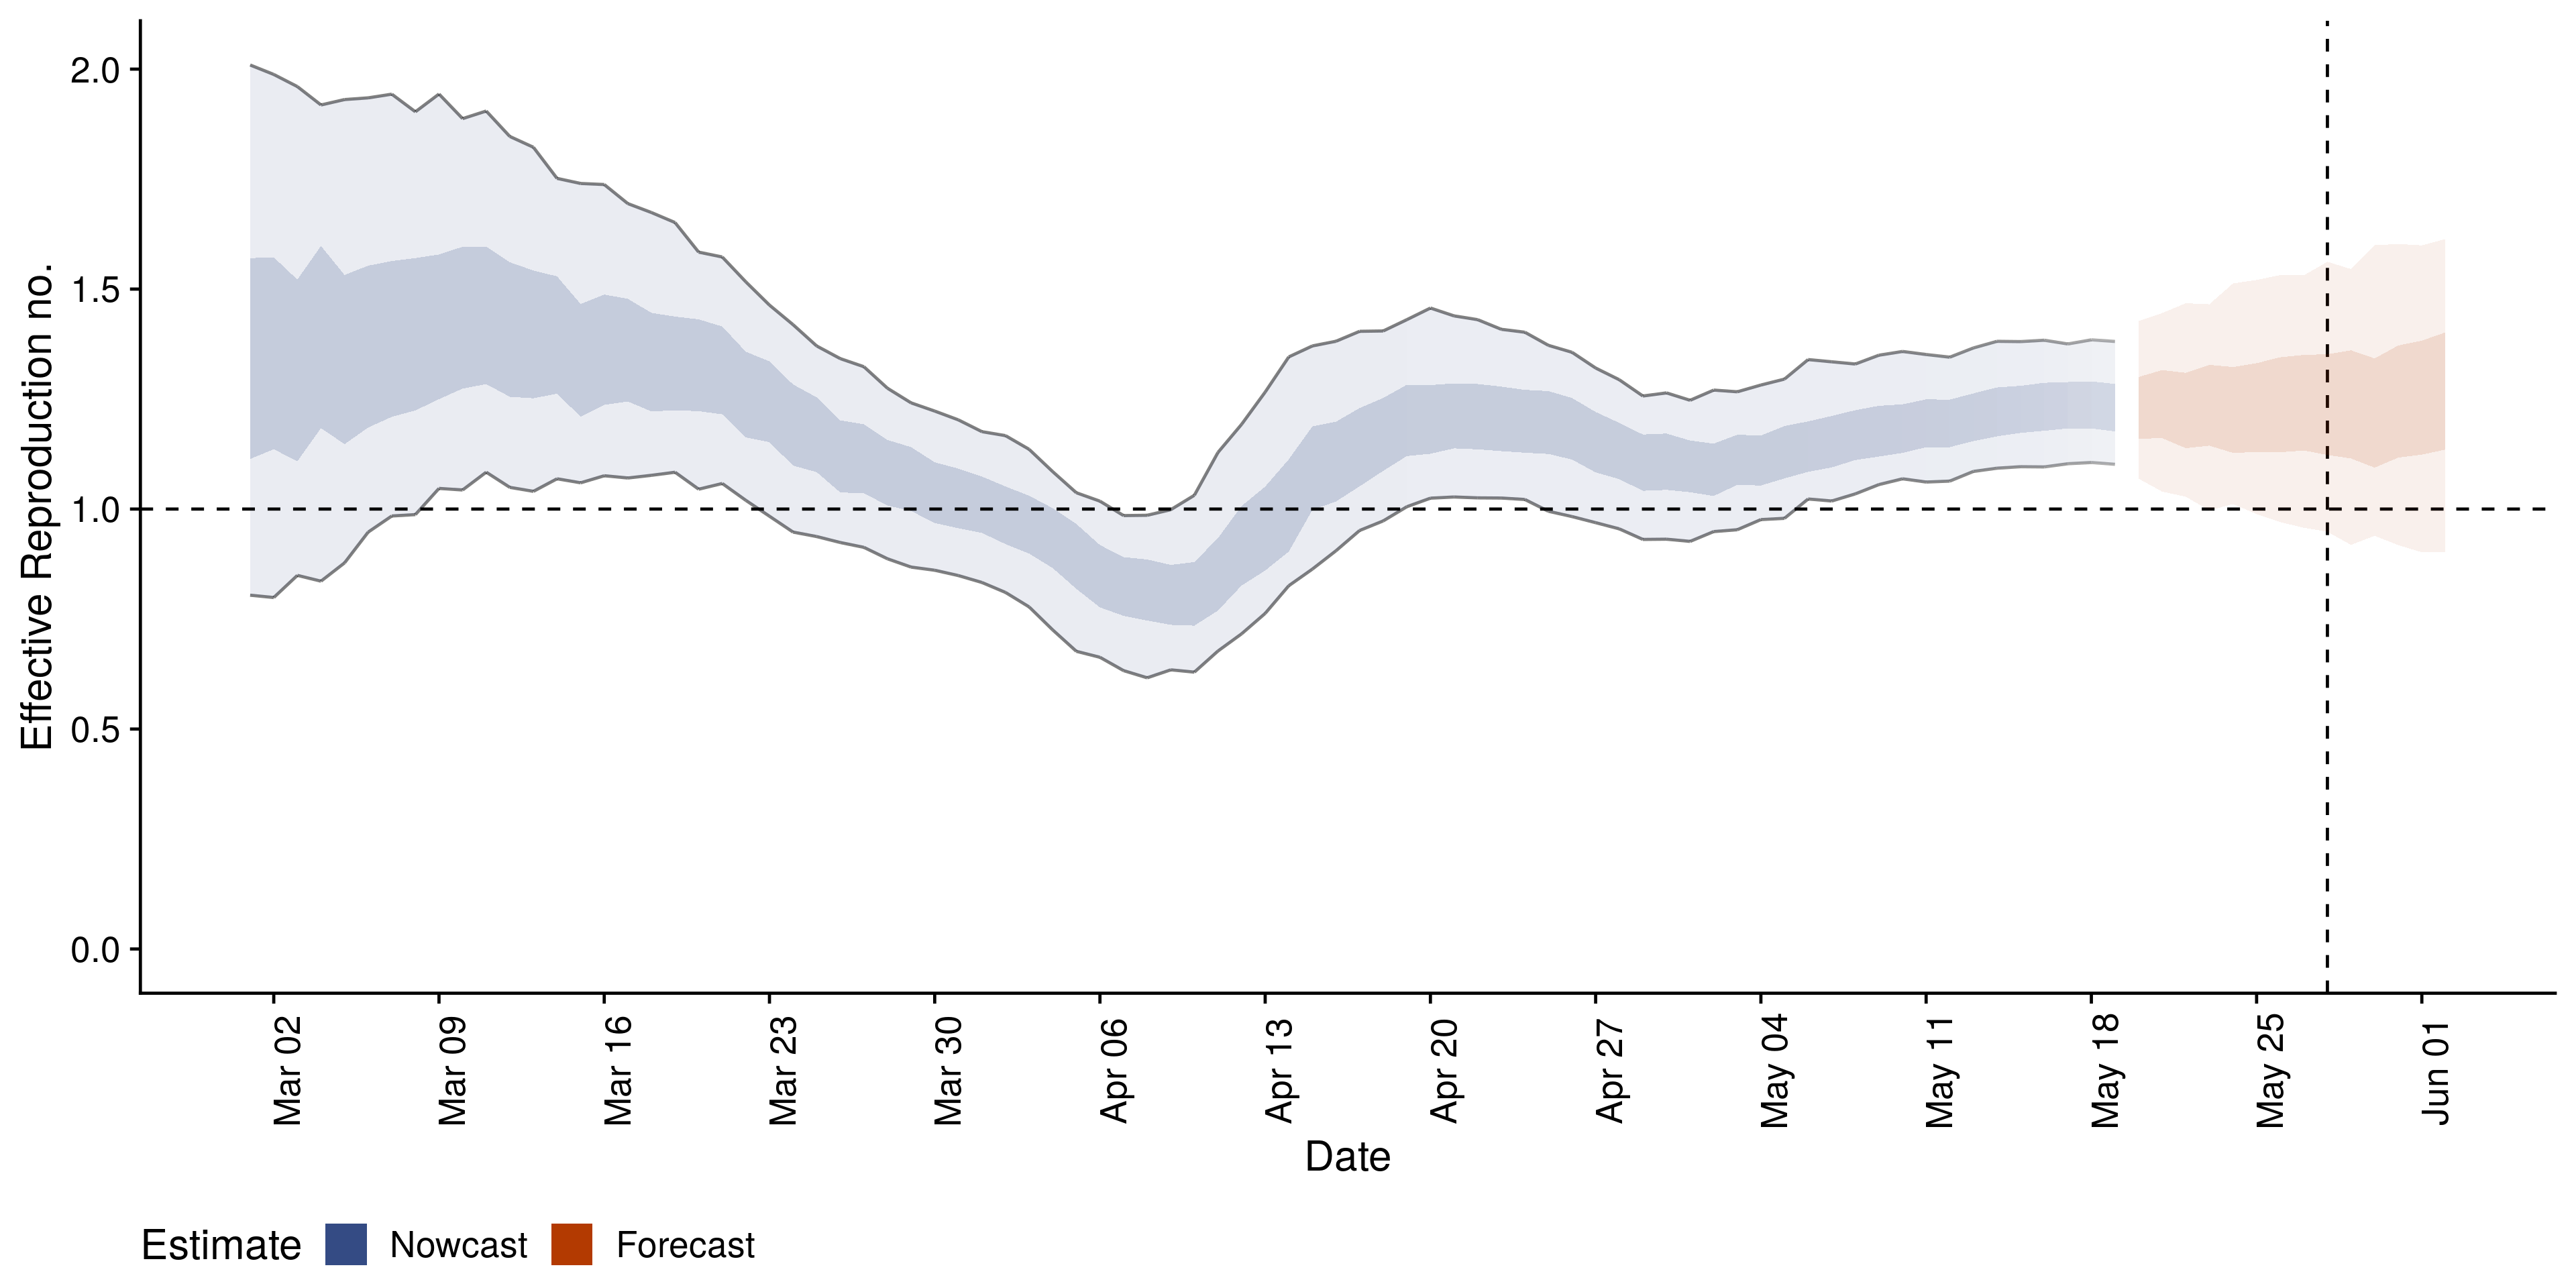 Effective Reproduction no.
2.0
1.5
1.0
0.5
0.0
Mar 02
Mar 09
Mar 16
Mar 23
Mar 30
Apr 06
Apr 13
Apr 20
Apr 27
May 04
May 11
May 18
May 25
Jun 01
Date
Estimate Nowcast Forecast